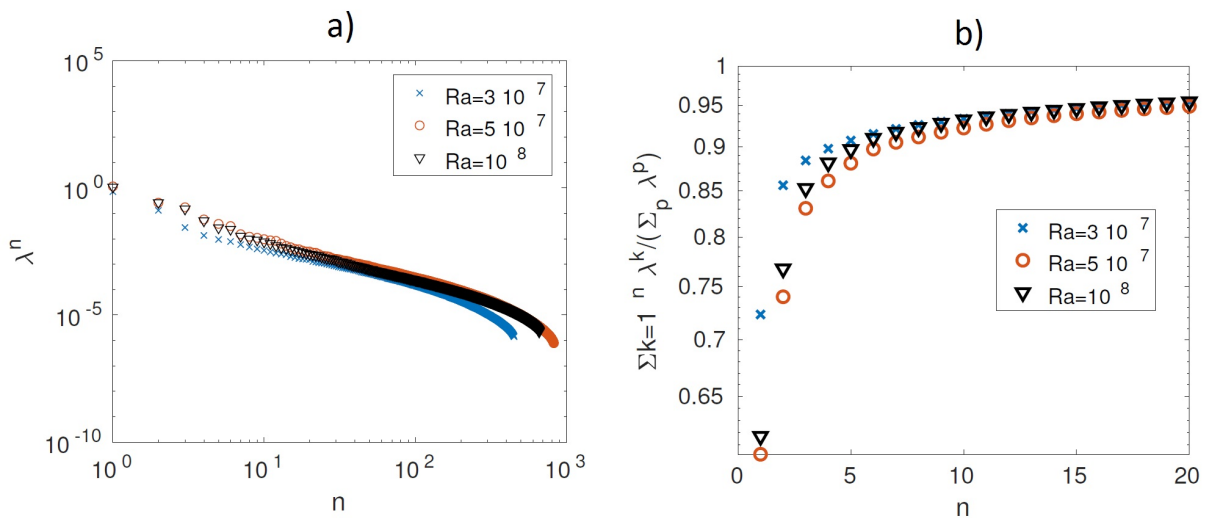 a)
10^5
10^0
10^-5
10^-10
λ^n
10^0
10^1
10^2
10^3
n
× Ra=3 10 ^7
○ Ra=5 10 ^7
▽ Ra=10 ^8
b)
1
0.95
0.9
0.85
0.8
0.75
0.7
0.65
Σk=1 ^n λ^k/(Σ_p λ^p)
0
5
10
15
20
n
× Ra=3 10 ^7
○ Ra=5 10 ^7
▽ Ra=10 ^8